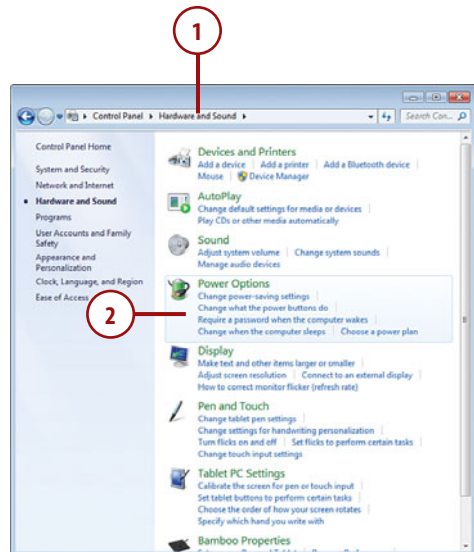 1
Control Panel Hardware and Sound Search Con...
Control Panel Home
System and Security
Network and Internet
Hardware and Sound
Programs
User Accounts and Family
Safety
Appearance and
Personalization
Clock, Language, and Region
Ease of Access
2
Devices and Printers
Add a device Add a printer Add a Bluetooth device
Mouse Device Manager
AutoPlay
Change default settings for media or devices
Play CDs or other media automatically
Sound
Adjust system volume Change system sounds
Manage audio devices
Power Options
Change power-saving settings
Change what the power buttons do
Require a password when the computer wakes
Change when the computer sleeps Choose a power plan
Display
Make text and other items larger or smaller
Adjust screen resolution Connect to an external display
How to correct monitor flicker (refresh rate)
Pen and Touch
Change tablet pen settings
Change settings for handwriting personalization
Turn flicks on and off Set flicks to perform certain tasks
Change touch input settings
Tablet PC Settings
Calibrate the screen for pen or touch input
Set tablet buttons to perform certain tasks
Choose the order of how your screen rotates
Specify which hand you write with
Bamboo Properties